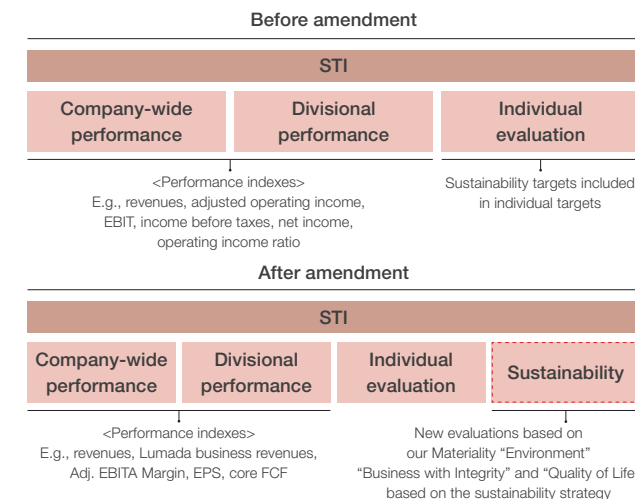 Before amendment
STI
Company-wide
performance
Divisional
performance
Individual
evaluation
<Performance indexes>
E.g., revenues, adjusted operating income,
EBIT, income before taxes, net income,
operating income ratio
Sustainability targets included
in individual targets
After amendment
STI
Company-wide
performance
Divisional
performance
Individual
evaluation
Sustainability
<Performance indexes>
E.g., revenues, Lumada business revenues,
Adj. EBITA Margin, EPS, core FCF
New evaluations based on
our Materiality “Environment”
“Business with Integrity” and “Quality of Life
based on the sustainability strategy